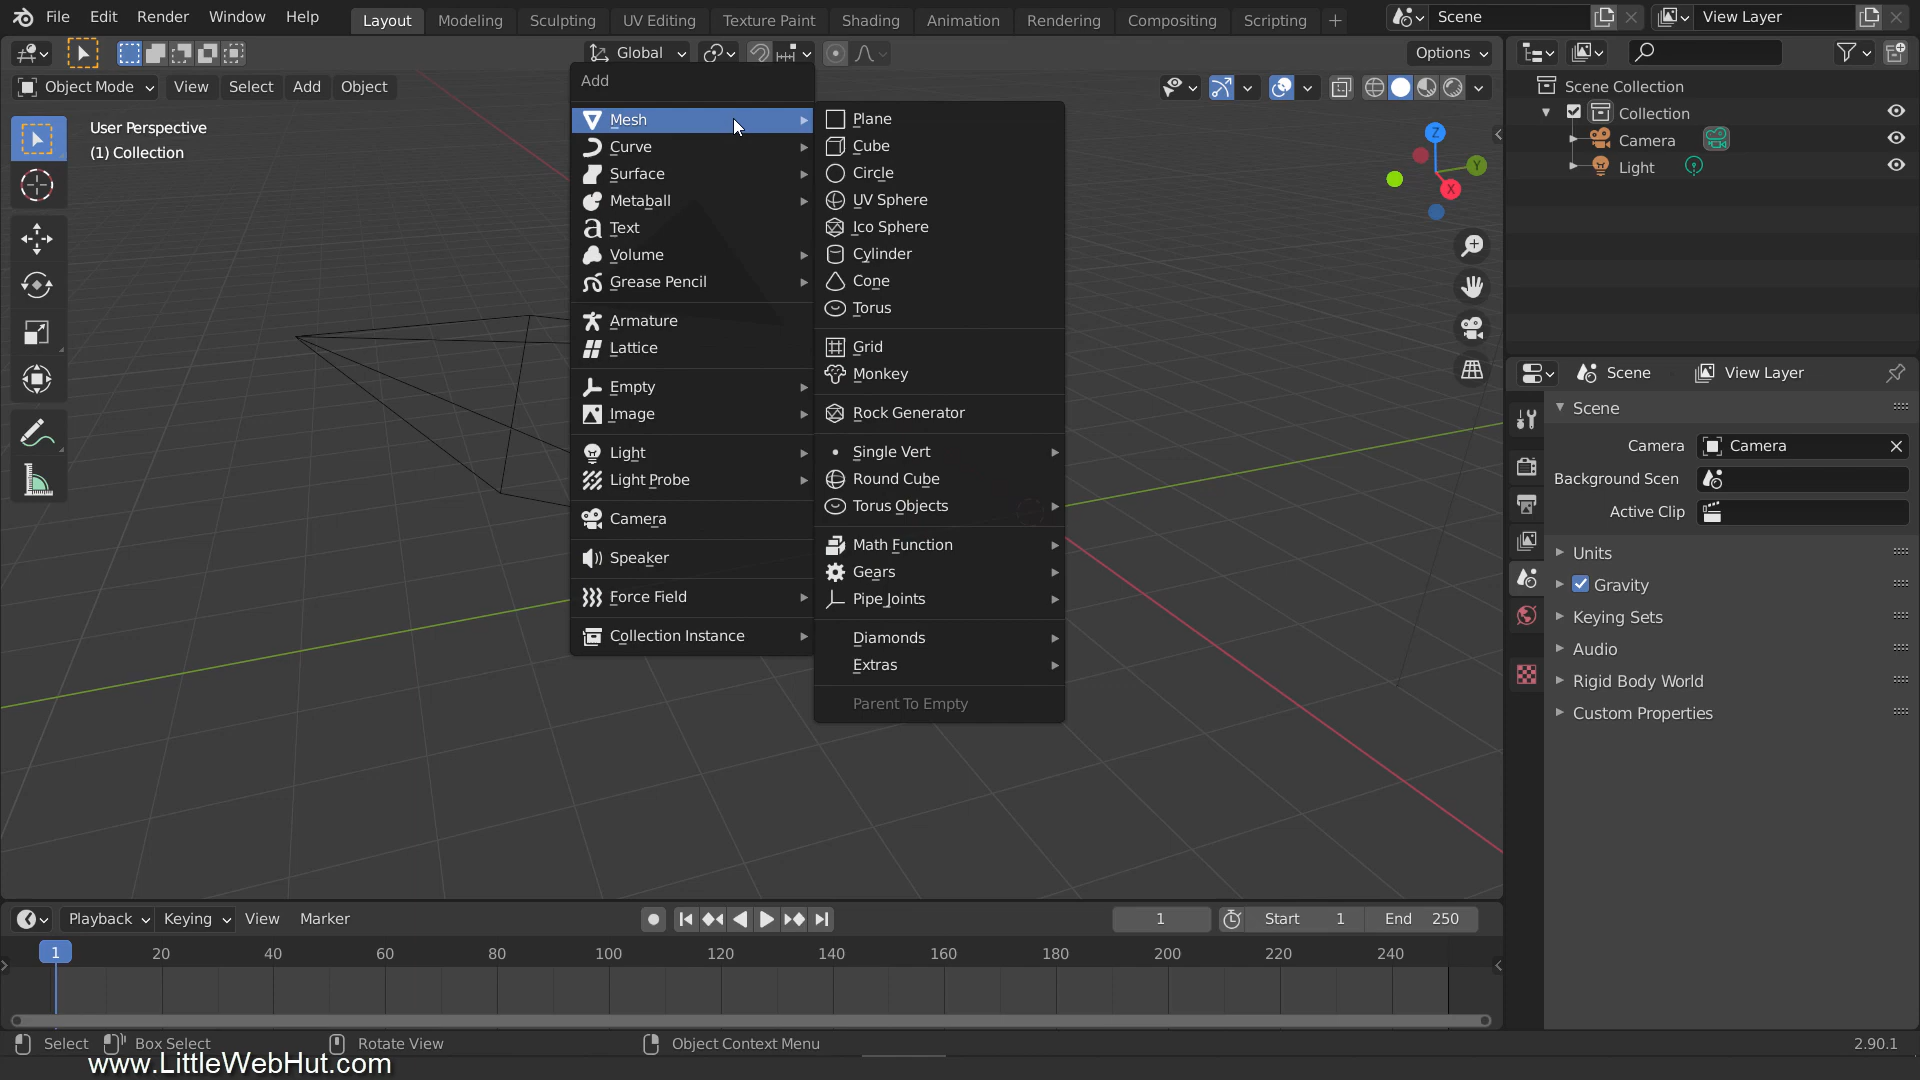 File Edit Render Window Help Layout Modeling Sculpting UV Editing Texture Paint Shading Animation Rendering Compositing Scripting + Scene View Layer
Global Options
Object Mode View Select Add Object
User Perspective
(1) Collection
Add
Mesh
Curve
Surface
Metaball
Text
Volume
Grease Pencil
Armature
Lattice
Empty
Image
Light
Light Probe
Camera
Speaker
Force Field
Collection Instance
Plane
Cube
Circle
UV Sphere
Ico Sphere
Cylinder
Cone
Torus
Grid
Monkey
Rock Generator
Single Vert
Round Cube
Torus Objects
Math Function
Gears
Pipe Joints
Diamonds
Extras
Parent To Empty
Z
Y
X
Scene Collection
Collection
Camera
Light
Scene View Layer
Scene
Camera Camera
Background Scen
Active Clip
Units
Gravity
Keying Sets
Audio
Rigid Body World
Custom Properties
Playback Keying View Marker 1 Start 1 End 250
1 20 40 60 80 100 120 140 160 180 200 220 240
Select Box Select Rotate View Object Context Menu 2.90.1
www.LittleWebHut.com